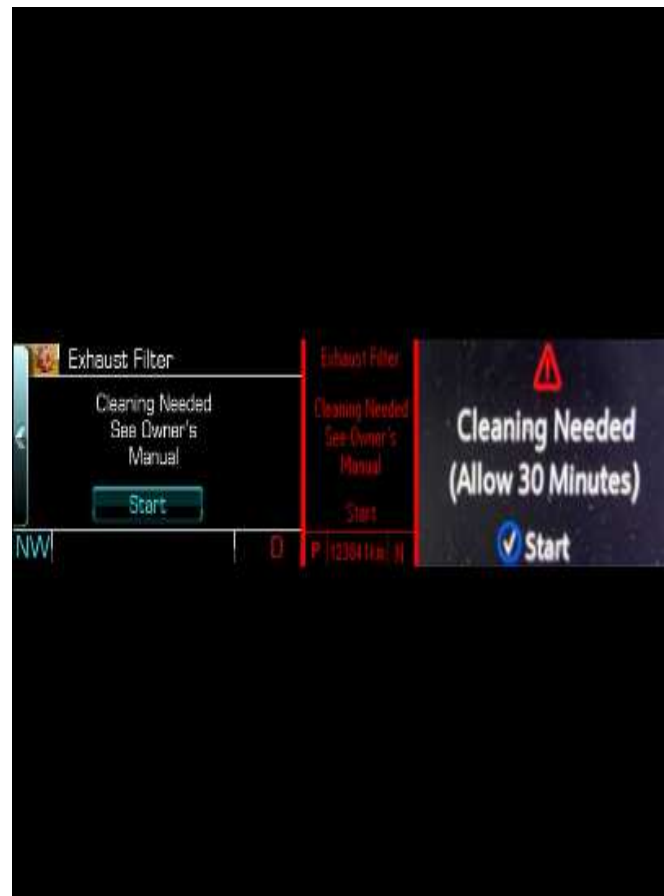 Exhaust Filter
Cleaning Needed
See Owner's
Manual
Start
NW
D
Exhaust Filter
Cleaning Needed
See Owner's
Manual
Start
P
N
Cleaning Needed
(Allow 30 Minutes)
Start